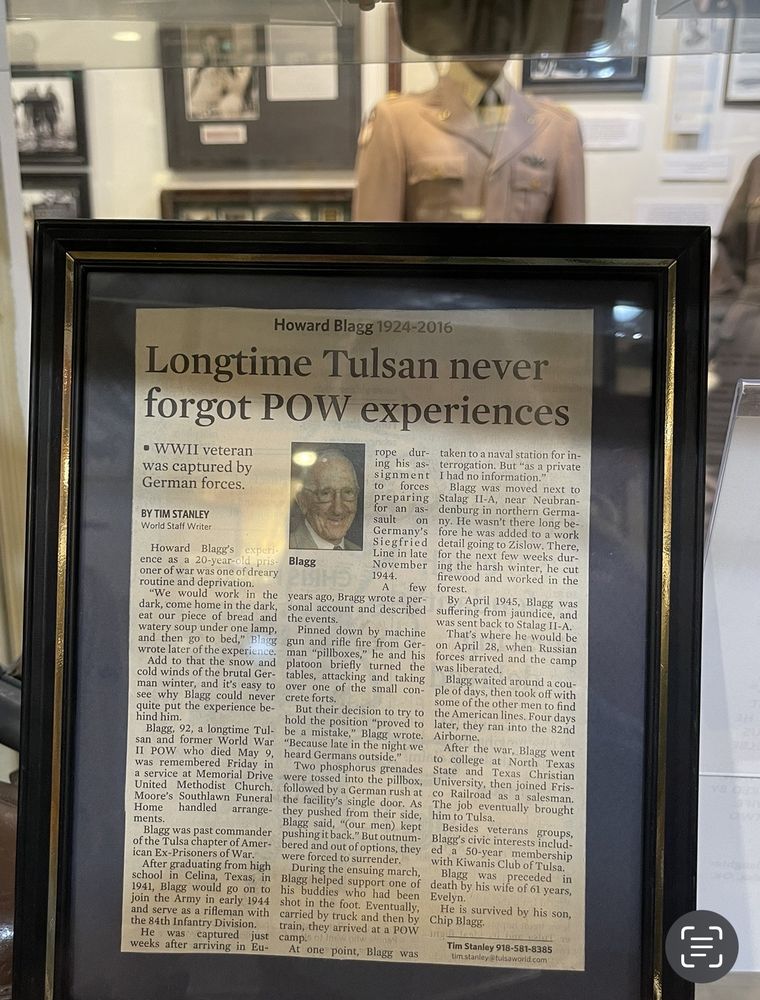 Howard Blagg 1924-2016
Longtime Tulsan never
forgot POW experiences
• WWII veteran
was captured by
German forces.
BY TIM STANLEY
World Staff Writer
Howard Blagg's experi-
ence as a 20-year-old pris-
oner of war was one of dreary
routine and deprivation.
"We would work in the
dark, come home in the dark,
eat our piece of bread and
watery soup under one lamp,
and then go to bed," Blagg
wrote later of the experience.
Add to that the snow and
cold winds of the brutal Ger-
man winter, and it's easy to
see why Blagg could never
quite put the experience be-
hind him.
Blagg, 92, a longtime Tul-
san and former World War
II POW who died May 9,
was remembered Friday in
a service at Memorial Drive
United Methodist Church.
Moore's Southlawn Funeral
Home handled arrange-
ments.
Blagg was past commander
of the Tulsa chapter of Amer-
ican Ex-Prisoners of War.
After graduating from high
school in Celina, Texas, in
1941, Blagg would go on to
join the Army in early 1944
and serve as a rifleman with
the 84th Infantry Division.
He was captured just
weeks after arriving in Eu-
Blagg
rope dur-
ing his as-
signment
to forces
preparing
for an as-
sault on
Germany's
Siegfried
Line in late
November
1944.
A few
years ago, Bragg wrote a per-
sonal account and described
the events.
Pinned down by machine
gun and rifle fire from Ger-
man "pillboxes," he and his
platoon briefly turned the
tables, attacking and taking
over one of the small con-
crete forts.
But their decision to try to
hold the position "proved to
be a mistake," Blagg wrote.
"Because late in the night we
heard Germans outside."
Two phosphorus grenades
were tossed into the pillbox,
followed by a German rush at
the facility's single door. As
they pushed from their side,
Blagg said, "(our men) kept
pushing it back." But outnum-
bered and out of options, they
were forced to surrender.
During the ensuing march,
Blagg helped support one of
his buddies who had been
shot in the foot. Eventually,
carried by truck and then by
train, they arrived at a POW
camp.
At one point, Blagg was
taken to a naval station for in-
terrogation. But "as a private
I had no information."
Blagg was moved next to
Stalag II-A, near Neubran-
denburg in northern Germa-
ny. He wasn't there long be-
fore he was added to a work
detail going to Zislow. There,
for the next few weeks dur-
ing the harsh winter, he cut
firewood and worked in the
forest.
By April 1945, Blagg was
suffering from jaundice, and
was sent back to Stalag II-A.
That's where he would be
on April 28, when Russian
forces arrived and the camp
was liberated.
Blagg waited around a cou-
ple of days, then took off with
some of the other men to find
the American lines. Four days
later, they ran into the 82nd
Airborne.
After the war, Blagg went
to college at North Texas
State and Texas Christian
University, then joined Fris-
co Railroad as a salesman.
The job eventually brought
him to Tulsa.
Besides veterans groups,
Blagg's civic interests includ-
ed a 50-year membership
with Kiwanis Club of Tulsa.
Blagg was preceded in
death by his wife of 61 years,
Evelyn.
He is survived by his son,
Chip Blagg.
Tim Stanley 918-581-8385
tim.stanley@tulsaworld.com